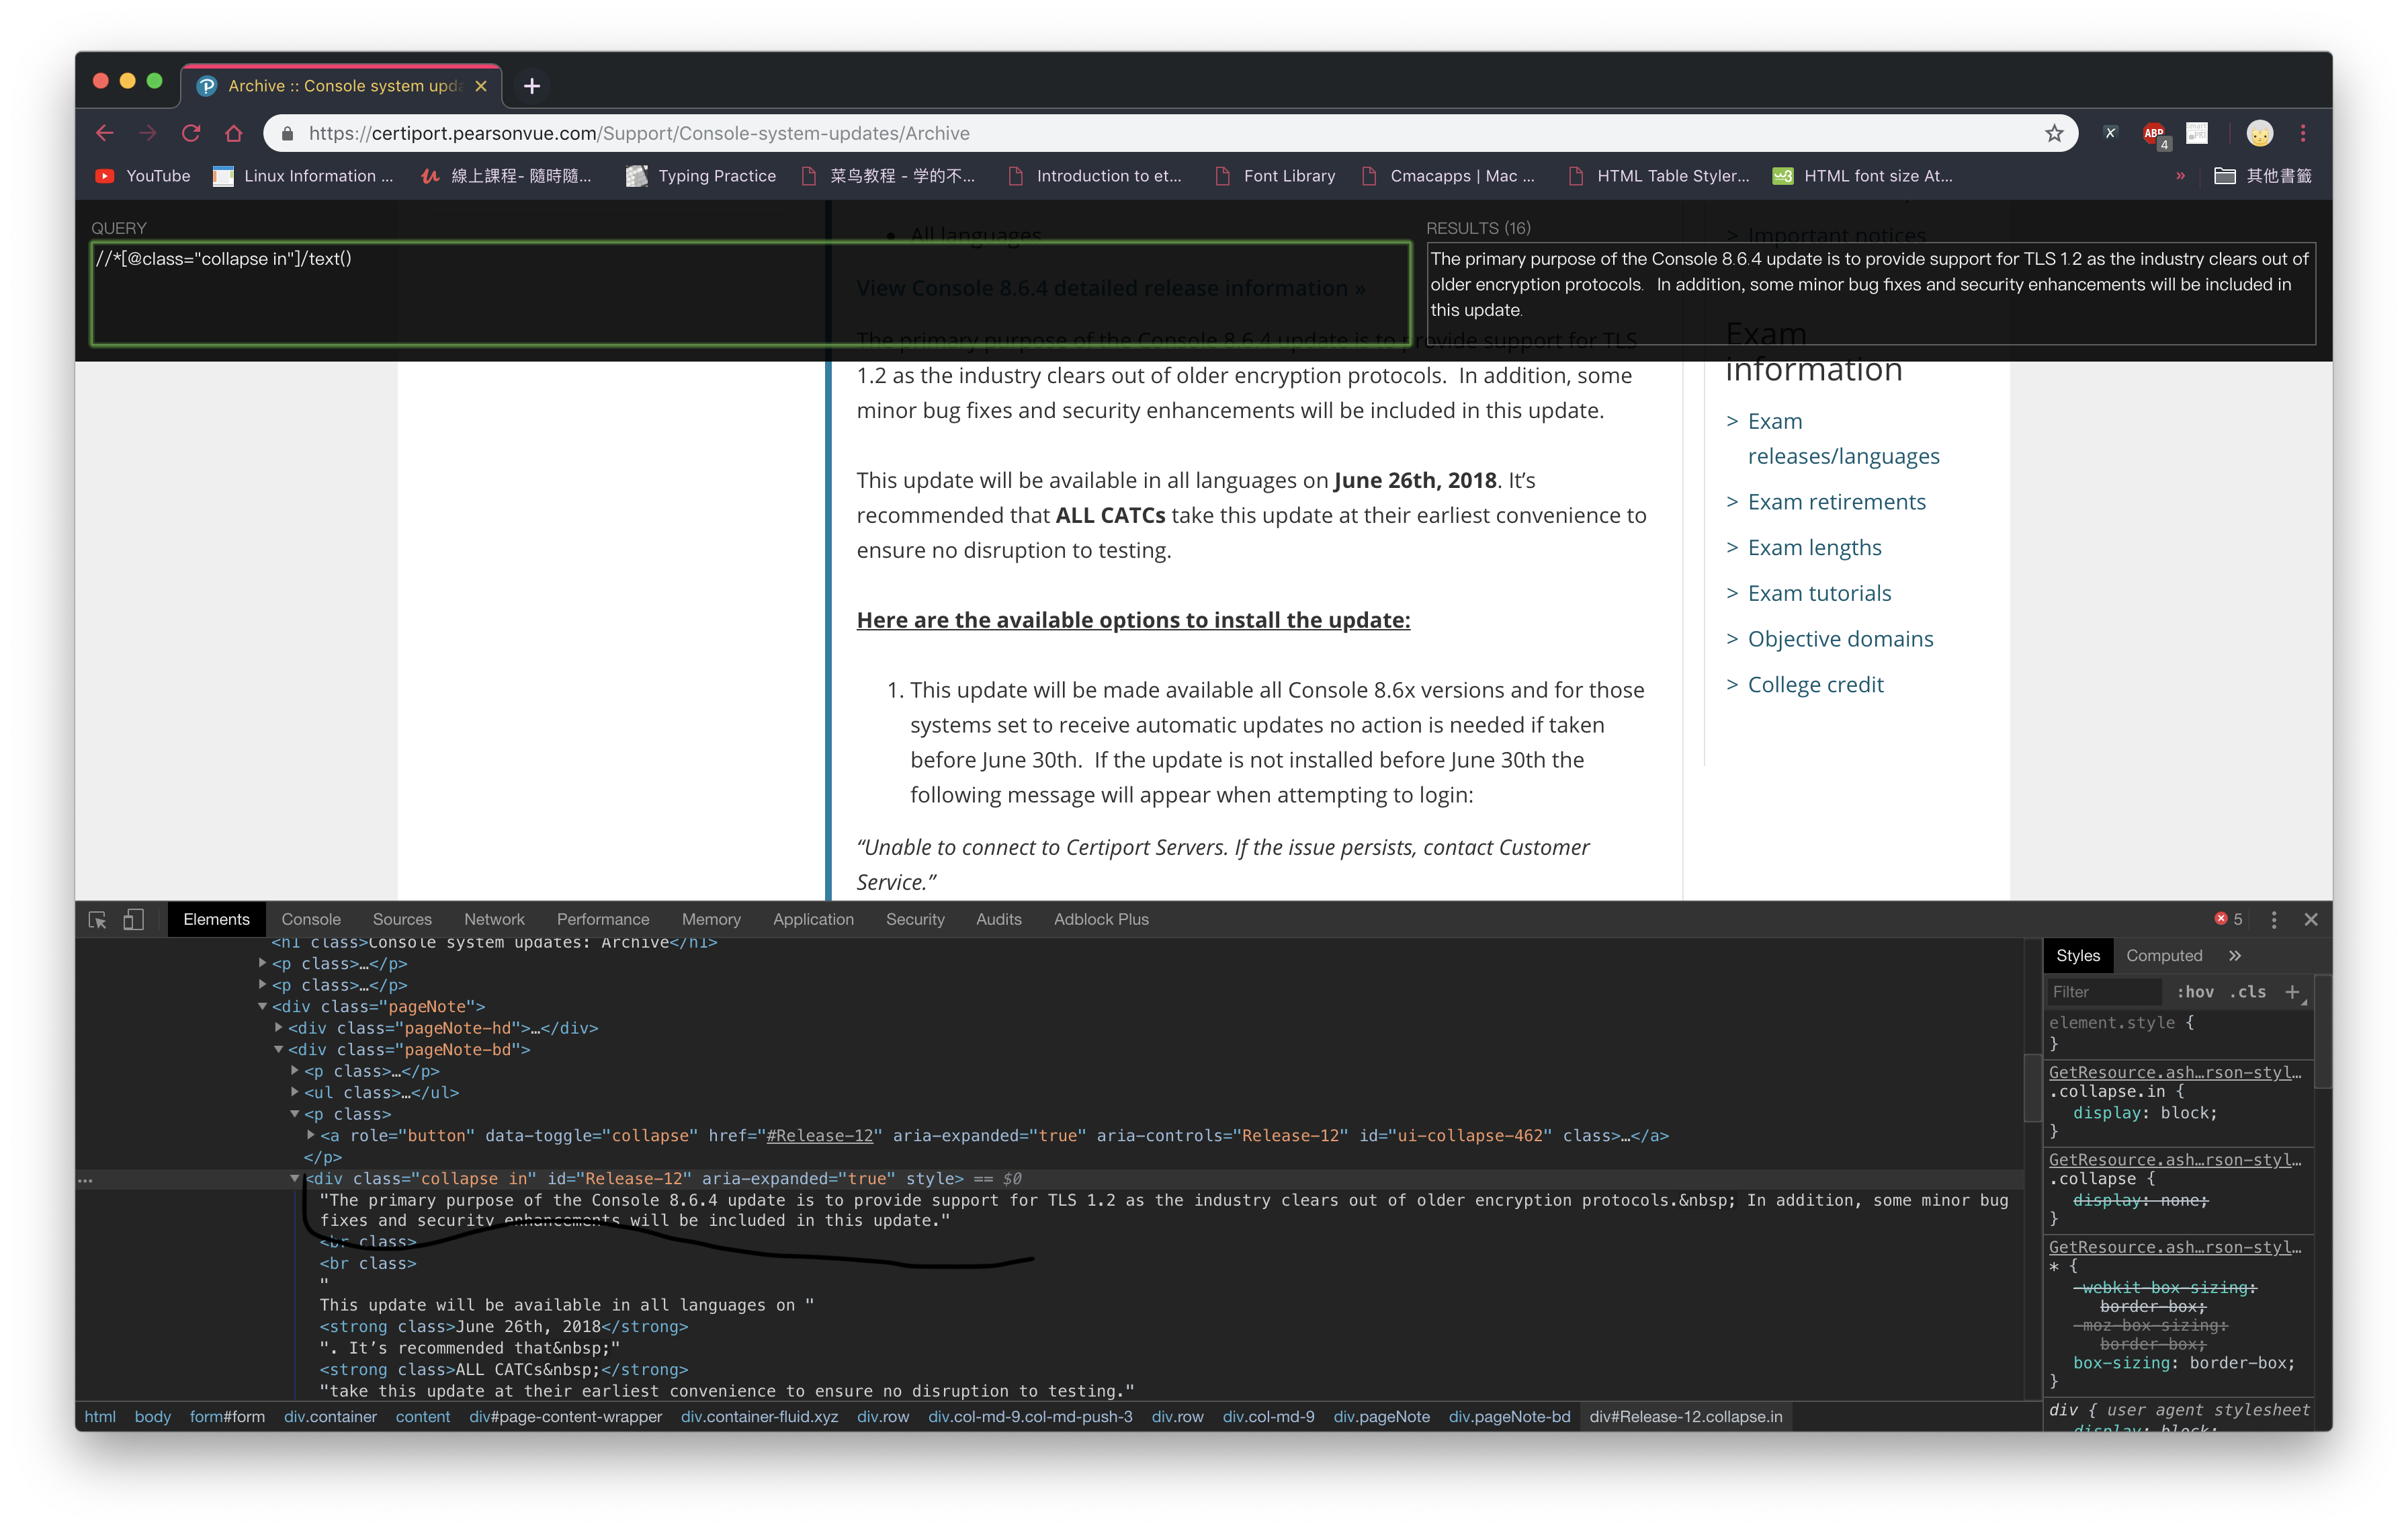 Archive :: Console system upda
https://certiport.pearsonvue.com/Support/Console-system-updates/Archive
ABP
4
YouTube
Linux Information ...
線上課程- 隨時隨...
Typing Practice
菜鸟教程 - 学的不...
Introduction to et...
Font Library
Cmacapps | Mac ...
HTML Table Styler...
HTML font size At...
»
其他書籤
QUERY
//*[@class="collapse in"]/text()
RESULTS (16)
The primary purpose of the Console 8.6.4 update is to provide support for TLS 1.2 as the industry clears out of
older encryption protocols.   In addition, some minor bug fixes and security enhancements will be included in
this update.
• All languages
View Console 8.6.4 detailed release information »
The primary purpose of the Console 8.6.4 update is to provide support for TLS
1.2 as the industry clears out of older encryption protocols.  In addition, some
minor bug fixes and security enhancements will be included in this update.
This update will be available in all languages on June 26th, 2018. It’s
recommended that ALL CATCs take this update at their earliest convenience to
ensure no disruption to testing.
Here are the available options to install the update:
1. This update will be made available all Console 8.6x versions and for those
systems set to receive automatic updates no action is needed if taken
before June 30th.  If the update is not installed before June 30th the
following message will appear when attempting to login:
“Unable to connect to Certiport Servers. If the issue persists, contact Customer
Service.”
> Important notices
Exam
information
> Exam
releases/languages
> Exam retirements
> Exam lengths
> Exam tutorials
> Objective domains
> College credit
Elements
Console
Sources
Network
Performance
Memory
Application
Security
Audits
Adblock Plus
5
<h1 class>Console system updates: Archive</h1>
<p class>…</p>
<p class>…</p>
<div class="pageNote">
<div class="pageNote-hd">…</div>
<div class="pageNote-bd">
<p class>…</p>
<ul class>…</ul>
<p class>
<a role="button" data-toggle="collapse" href="#Release-12" aria-expanded="true" aria-controls="Release-12" id="ui-collapse-462" class>…</a>
</p>
<div class="collapse in" id="Release-12" aria-expanded="true" style> == $0
"The primary purpose of the Console 8.6.4 update is to provide support for TLS 1.2 as the industry clears out of older encryption protocols.&nbsp; In addition, some minor bug
fixes and security enhancements will be included in this update."
<br class>
<br class>
"
This update will be available in all languages on "
<strong class>June 26th, 2018</strong>
". It’s recommended that&nbsp;"
<strong class>ALL CATCs&nbsp;</strong>
"take this update at their earliest convenience to ensure no disruption to testing."
html
body
form#form
div.container
content
div#page-content-wrapper
div.container-fluid.xyz
div.row
div.col-md-9.col-md-push-3
div.row
div.col-md-9
div.pageNote
div.pageNote-bd
div#Release-12.collapse.in
Styles
Computed
»
Filter
:hov
.cls
+
element.style {
}
GetResource.ash…rson-styl…
.collapse.in {
display: block;
}
GetResource.ash…rson-styl…
.collapse {
display: none;
}
GetResource.ash…rson-styl…
* {
-webkit-box-sizing:
border-box;
-moz-box-sizing:
border-box;
box-sizing: border-box;
}
div { user agent stylesheet
display: block;